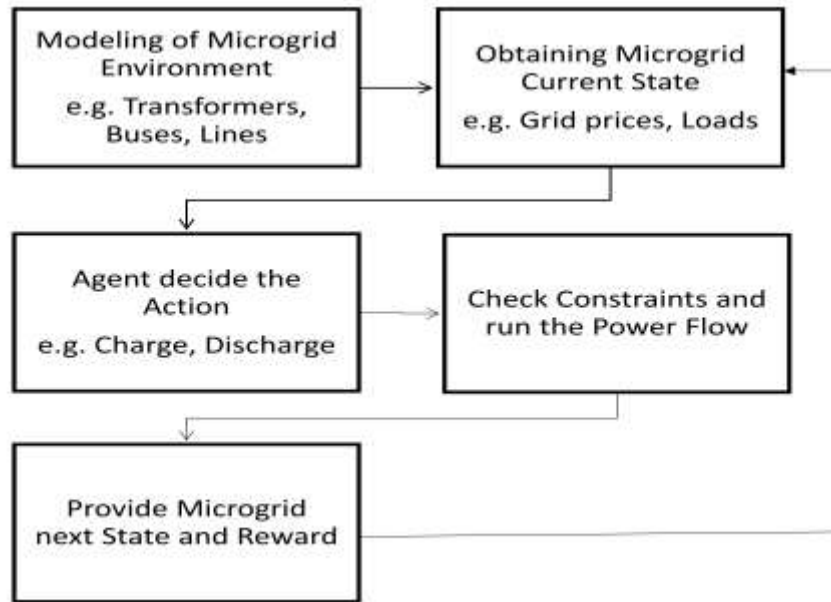 Modeling of Microgrid
Environment
e.g. Transformers,
Buses, Lines
Obtaining Microgrid
Current State
e.g. Grid prices, Loads
Agent decide the
Action
e.g. Charge, Discharge
Check Constraints and
run the Power Flow
Provide Microgrid
next State and Reward